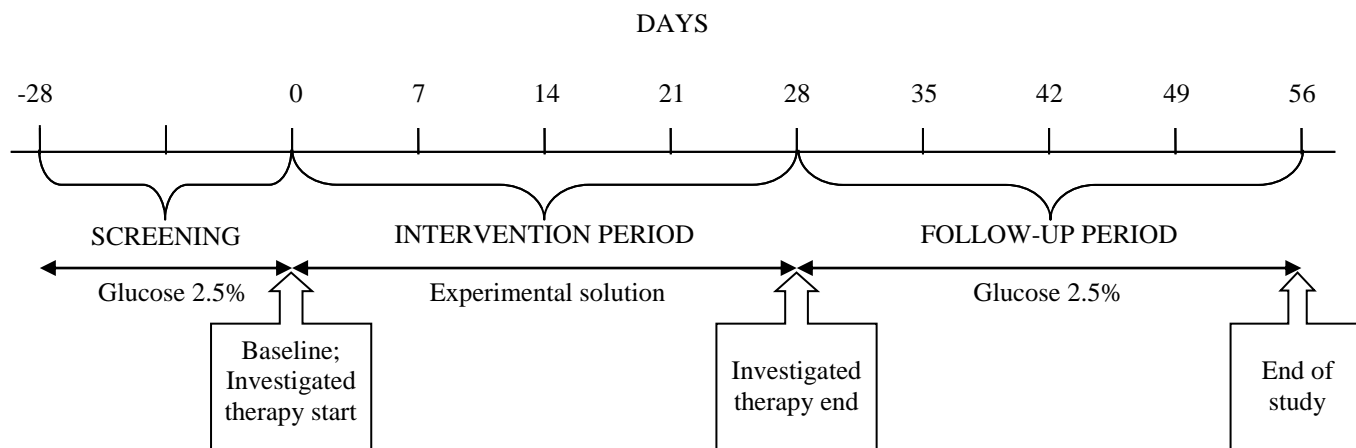 DAYS
-28 0 7 14 21 28 35 42 49 56
SCREENING INTERVENTION PERIOD FOLLOW-UP PERIOD
Glucose 2.5% Experimental solution Glucose 2.5%
Baseline;
Investigated
therapy start
Investigated
therapy end
End of
study